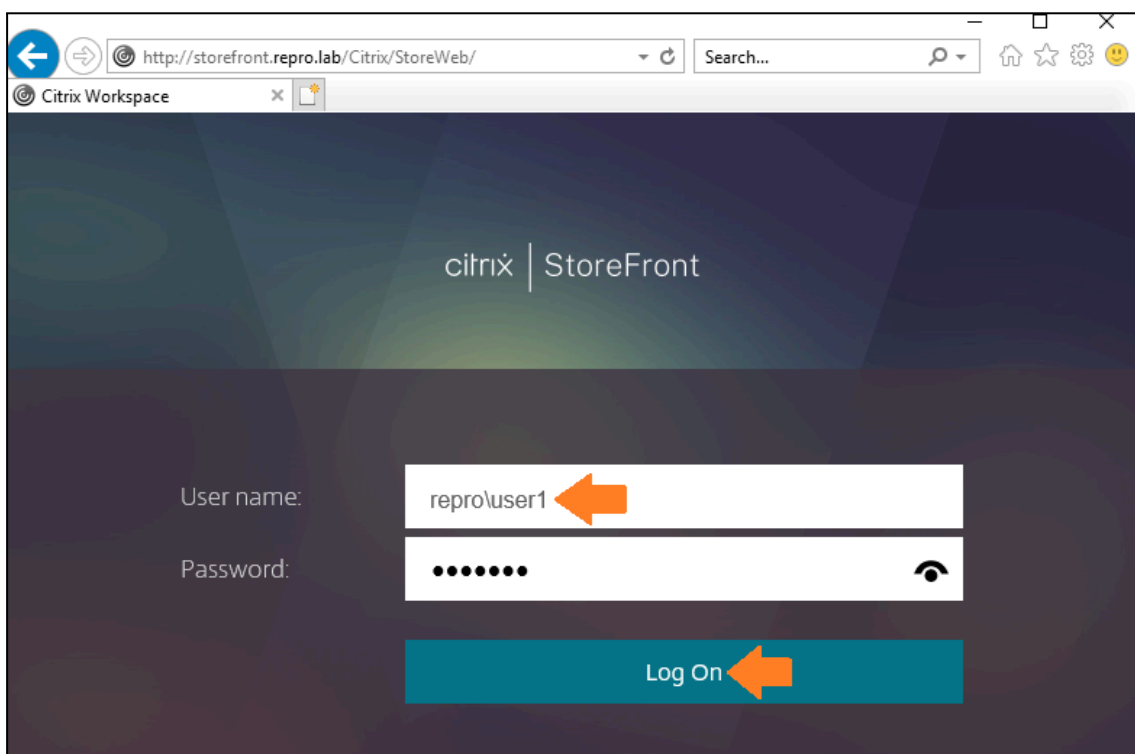 http://storefront.repro.lab/Citrix/StoreWeb/ Search...
Citrix Workspace
citrix StoreFront
User name: repro\user1
Password: •••••••
Log On